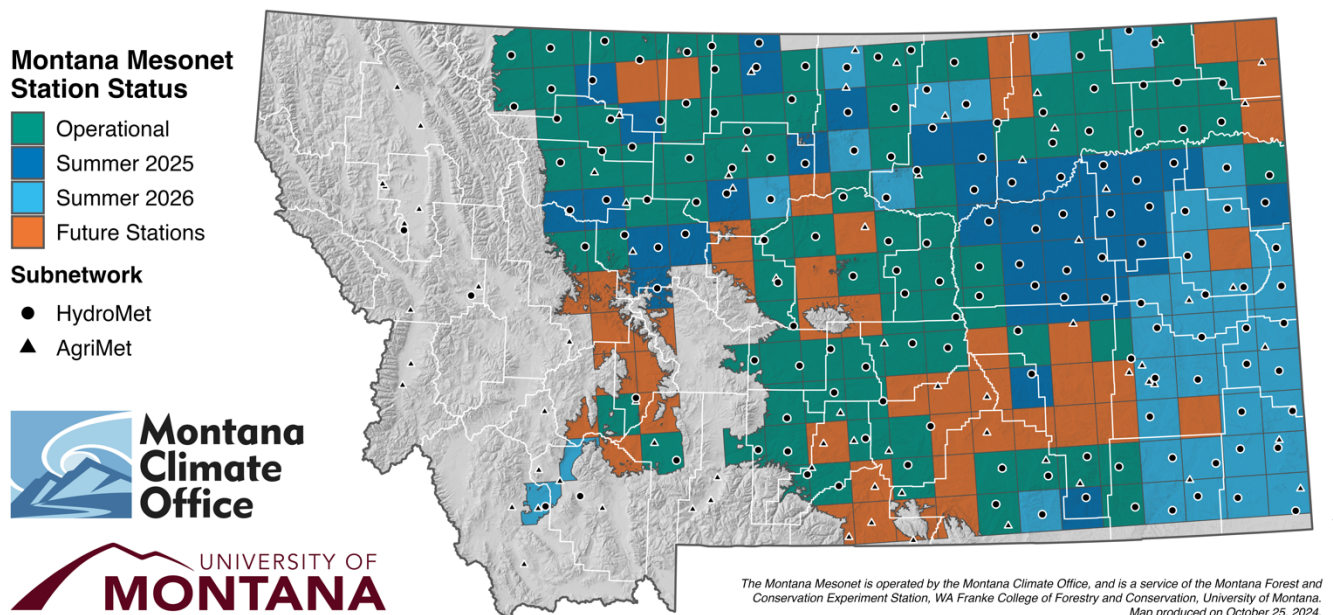 Montana Mesonet
Station Status
Operational
Summer 2025
Summer 2026
Future Stations
Subnetwork
HydroMet
AgriMet
Montana
Climate
Office
UNIVERSITY OF
MONTANA
The Montana Mesonet is operated by the Montana Climate Office, and is a service of the Montana Forest and
Conservation Experiment Station, WA Franke College of Forestry and Conservation, University of Montana.
Map produced on October 25, 2024.